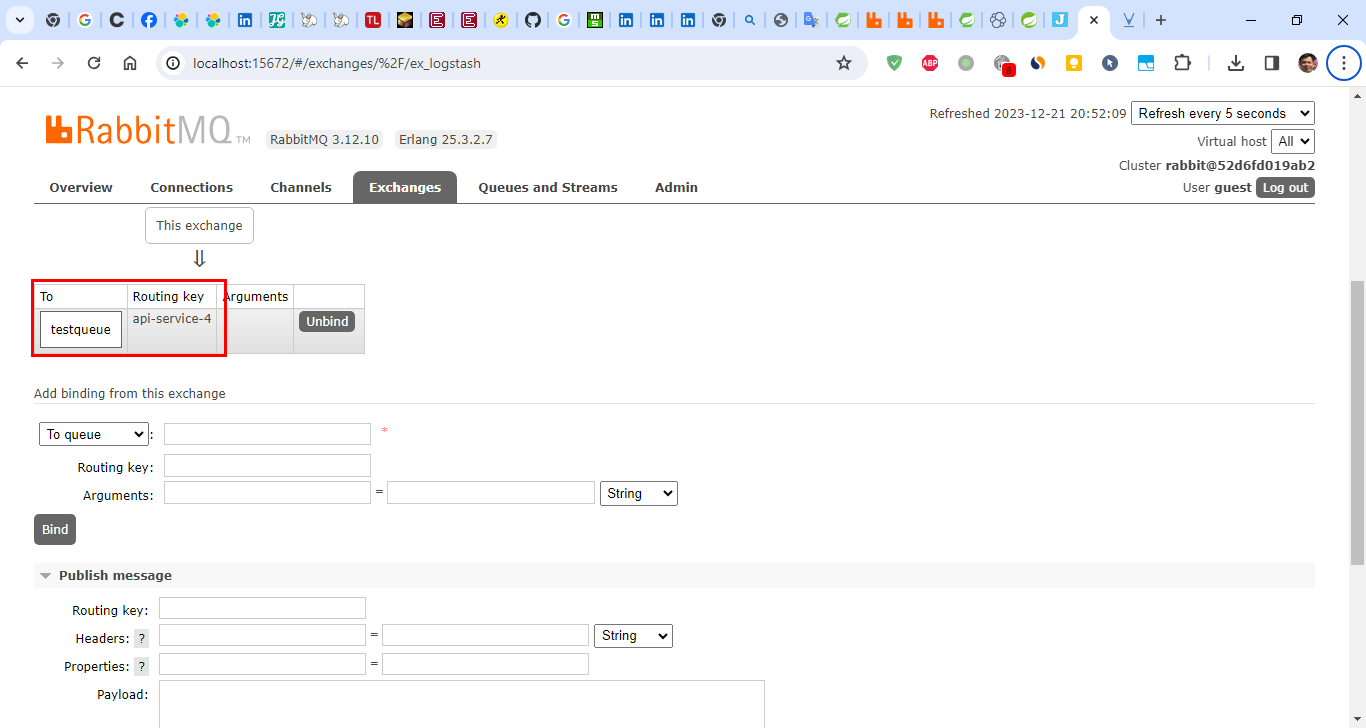 localhost:15672/#/exchanges/%2F/ex_logstash
Refreshed 2023-12-21 20:52:09 Refresh every 5 seconds
RabbitMQ TM RabbitMQ 3.12.10 Erlang 25.3.2.7
Virtual host All
Cluster rabbit@52d6fd019ab2
User guest Log out
Overview Connections Channels Exchanges Queues and Streams Admin
This exchange
⇓
To Routing key Arguments
testqueue api-service-4 Unbind
Add binding from this exchange
To queue : *
Routing key:
Arguments: = String
Bind
Publish message
Routing key:
Headers: ? = String
Properties: ? =
Payload: